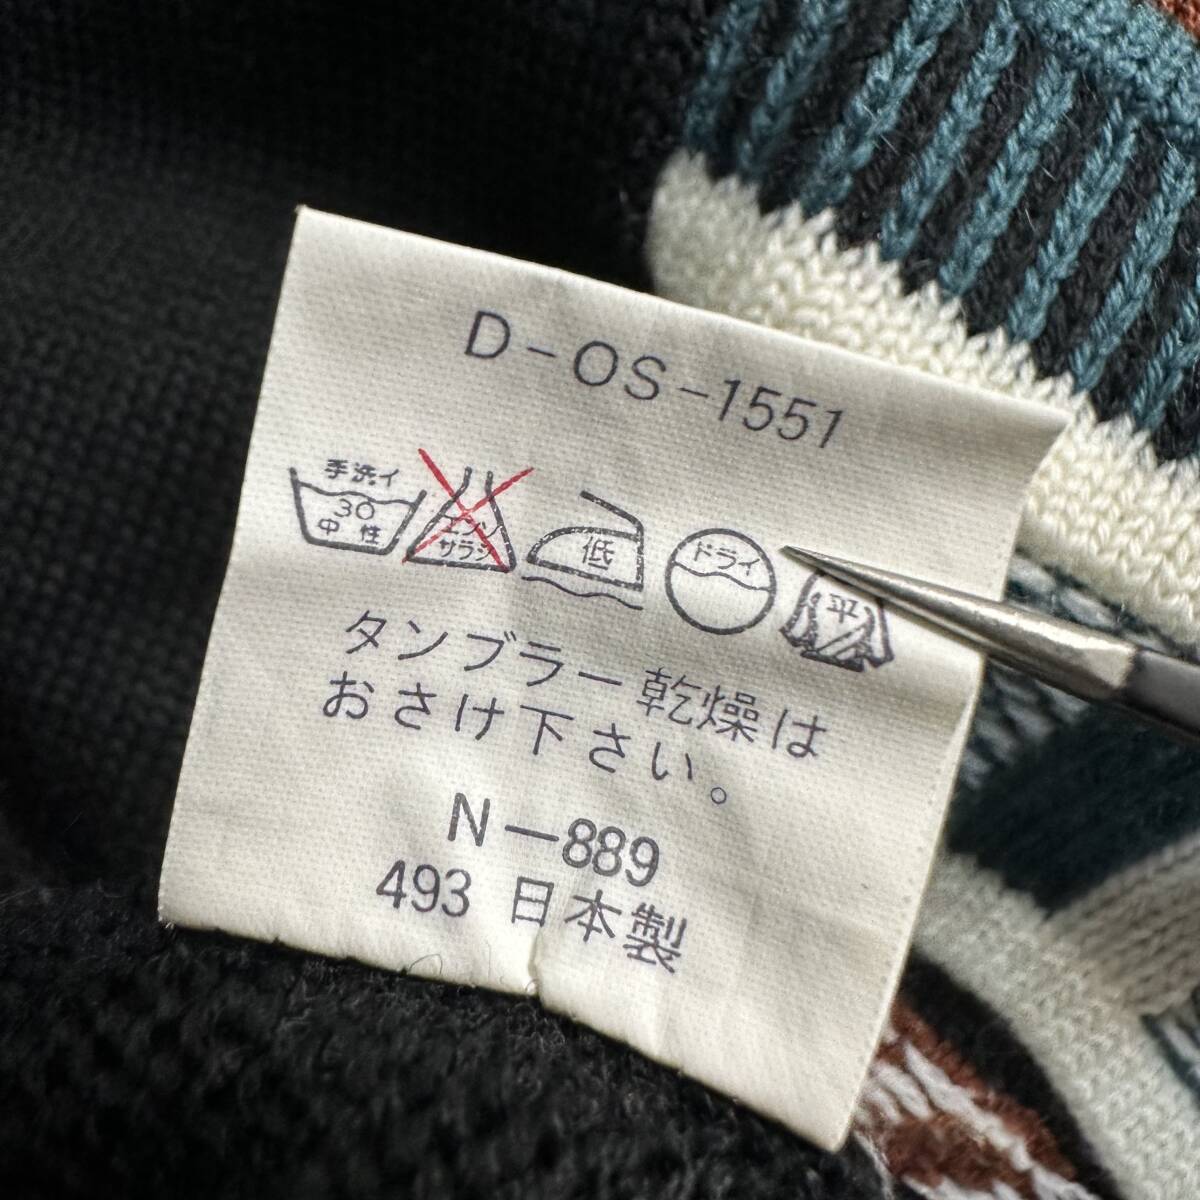 D-OS-1551
手洗イ 30 中性 エンソサラシ 低 ドライ 平
タンブラー乾燥は
おさけ下さい。
N-889
493 日本製